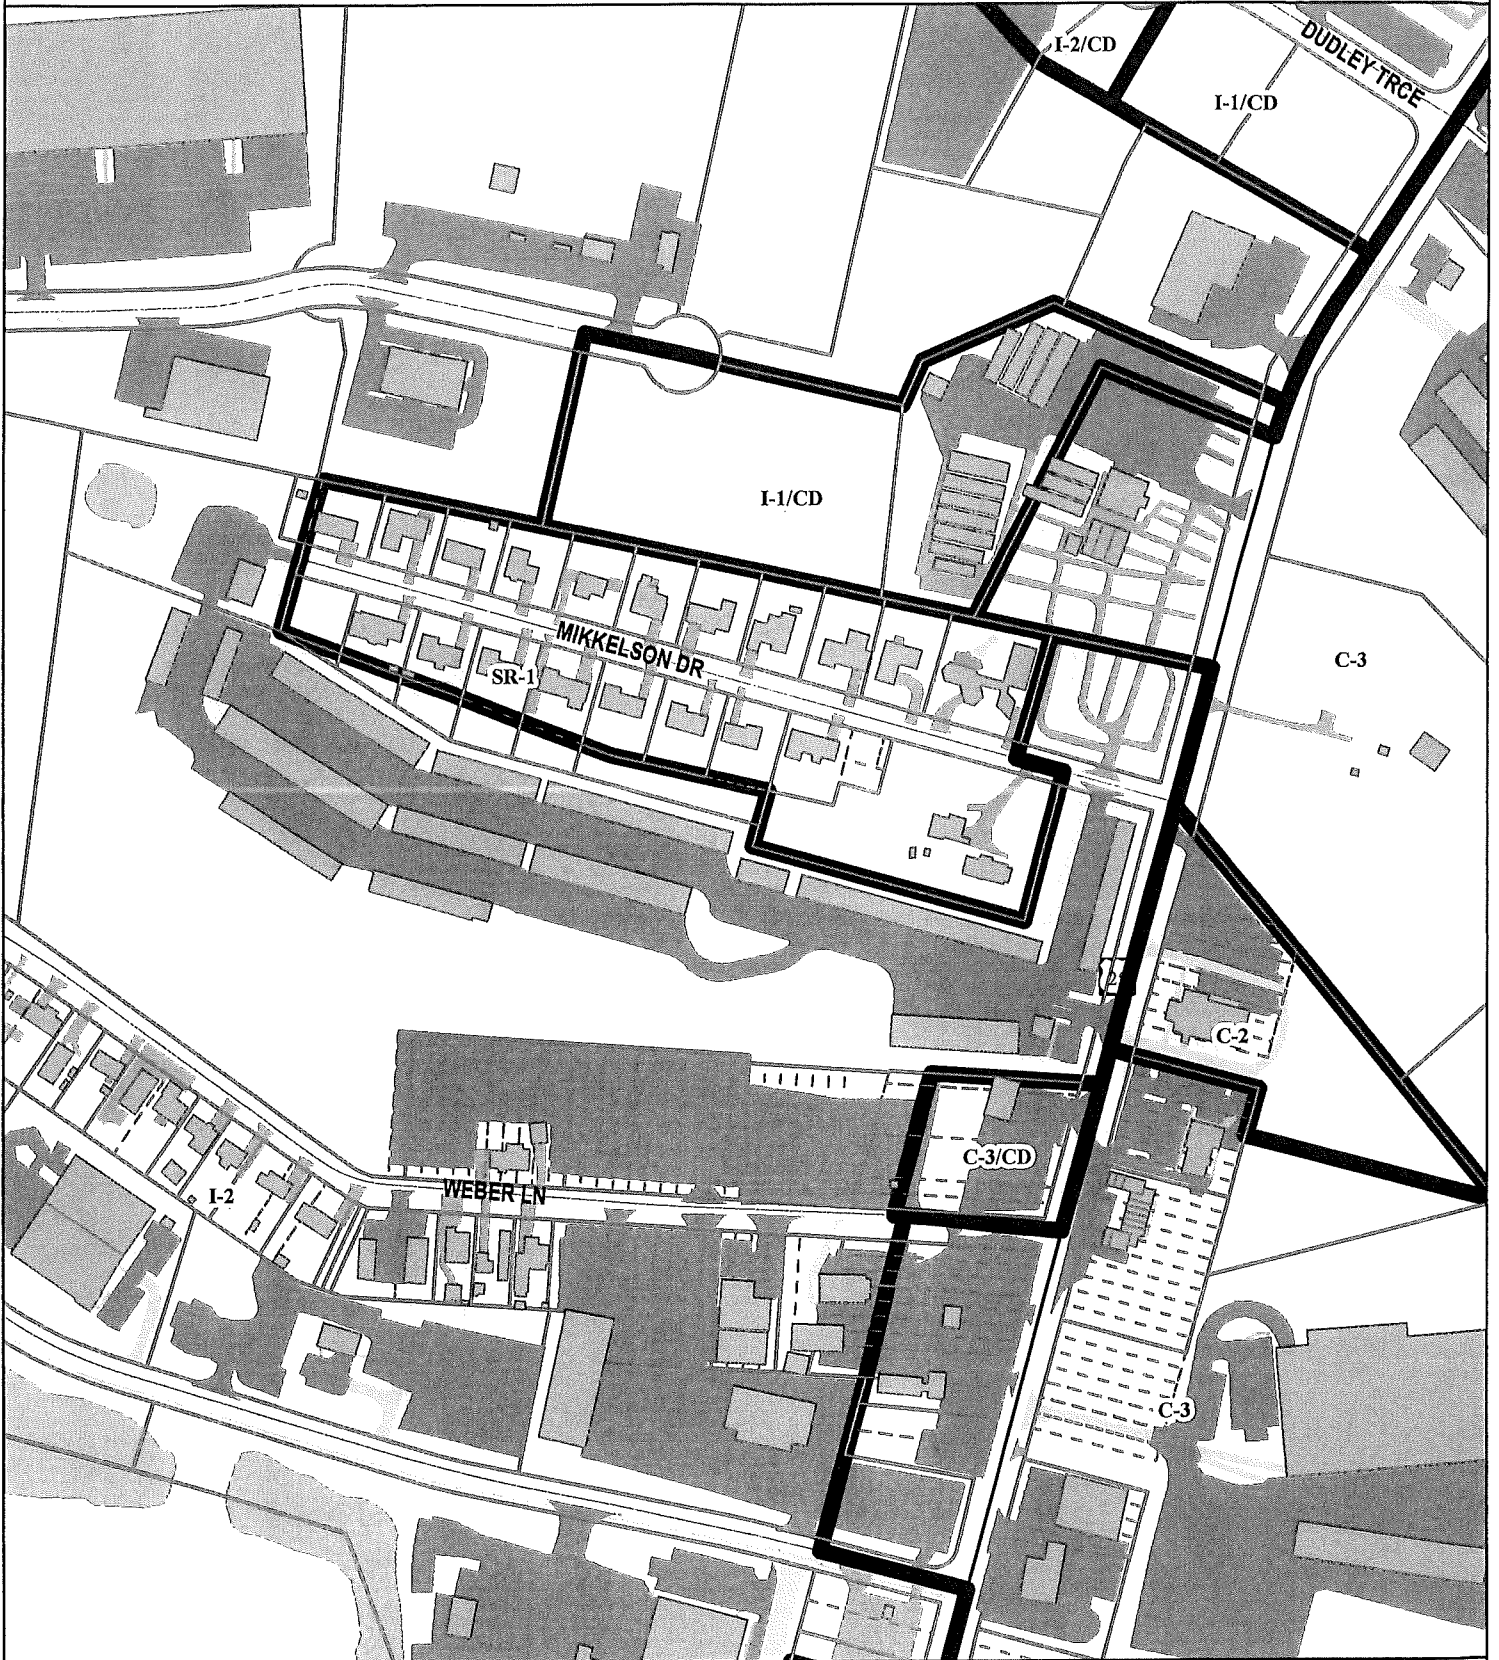 I-2/CD
DUDLEY TRCE
I-1/CD
I-1/CD
MIKKELSON DR
SR-1
C-3
C-2
C-3/CD
WEBER LN
I-2
C-3